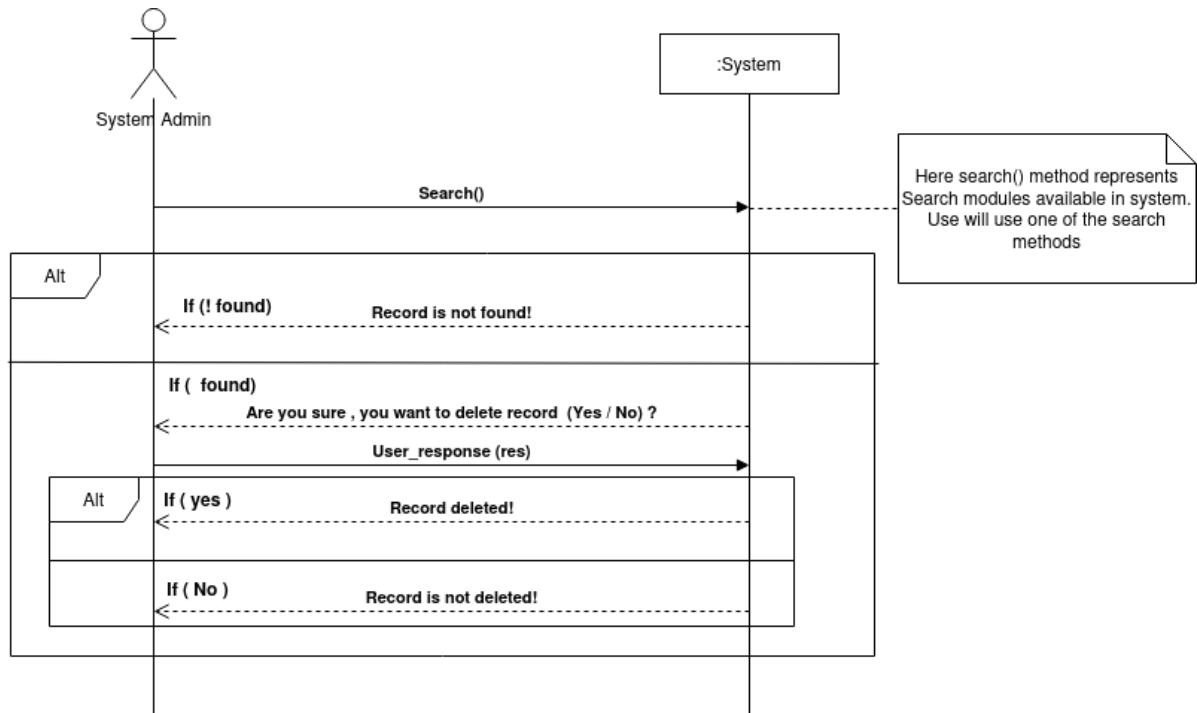 :System
System Admin
Search()
Here search() method represents
Search modules available in system.
Use will use one of the search
methods
Alt
If (! found)
Record is not found!
If ( found)
Are you sure , you want to delete record (Yes / No) ?
User_response (res)
Alt
If ( yes )
Record deleted!
If ( No )
Record is not deleted!